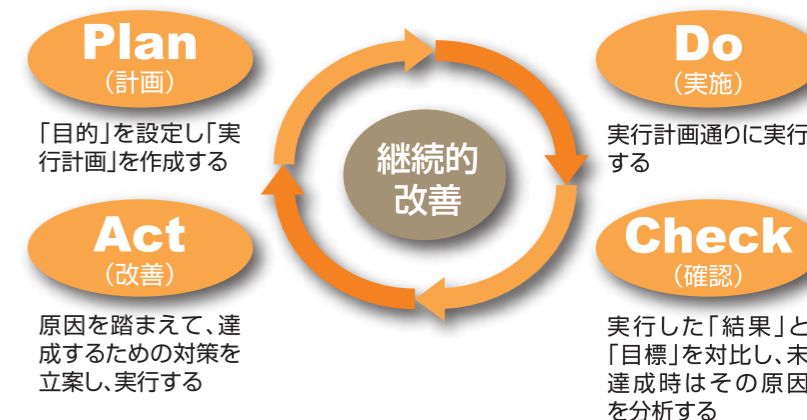 Plan
（計画）
「目的」を設定し「実
行計画」を作成する
Do
（実施）
実行計画通りに実行
する
継続的
改善
Act
（改善）
原因を踏まえて、達
成するための対策を
立案し、実行する
Check
（確認）
実行した「結果」と
「目標」を対比し、未
達成時はその原因
を分析する